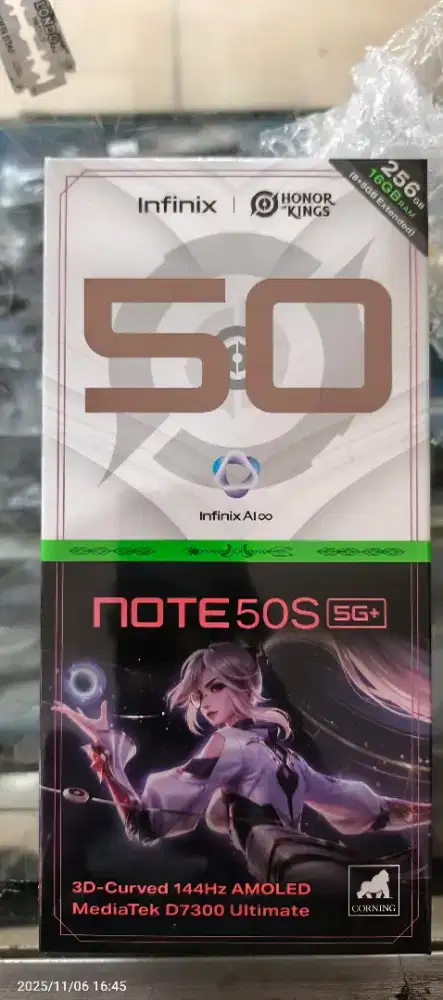 LONDON
Infinix | HONOR OF KINGS
256GB
16GB RAM
(8+8GB Extended)
50
Infinix AI∞
NOTE 50S 5G+
3D-Curved 144Hz AMOLED
MediaTek D7300 Ultimate
CORNING
2025/11/06 16:45